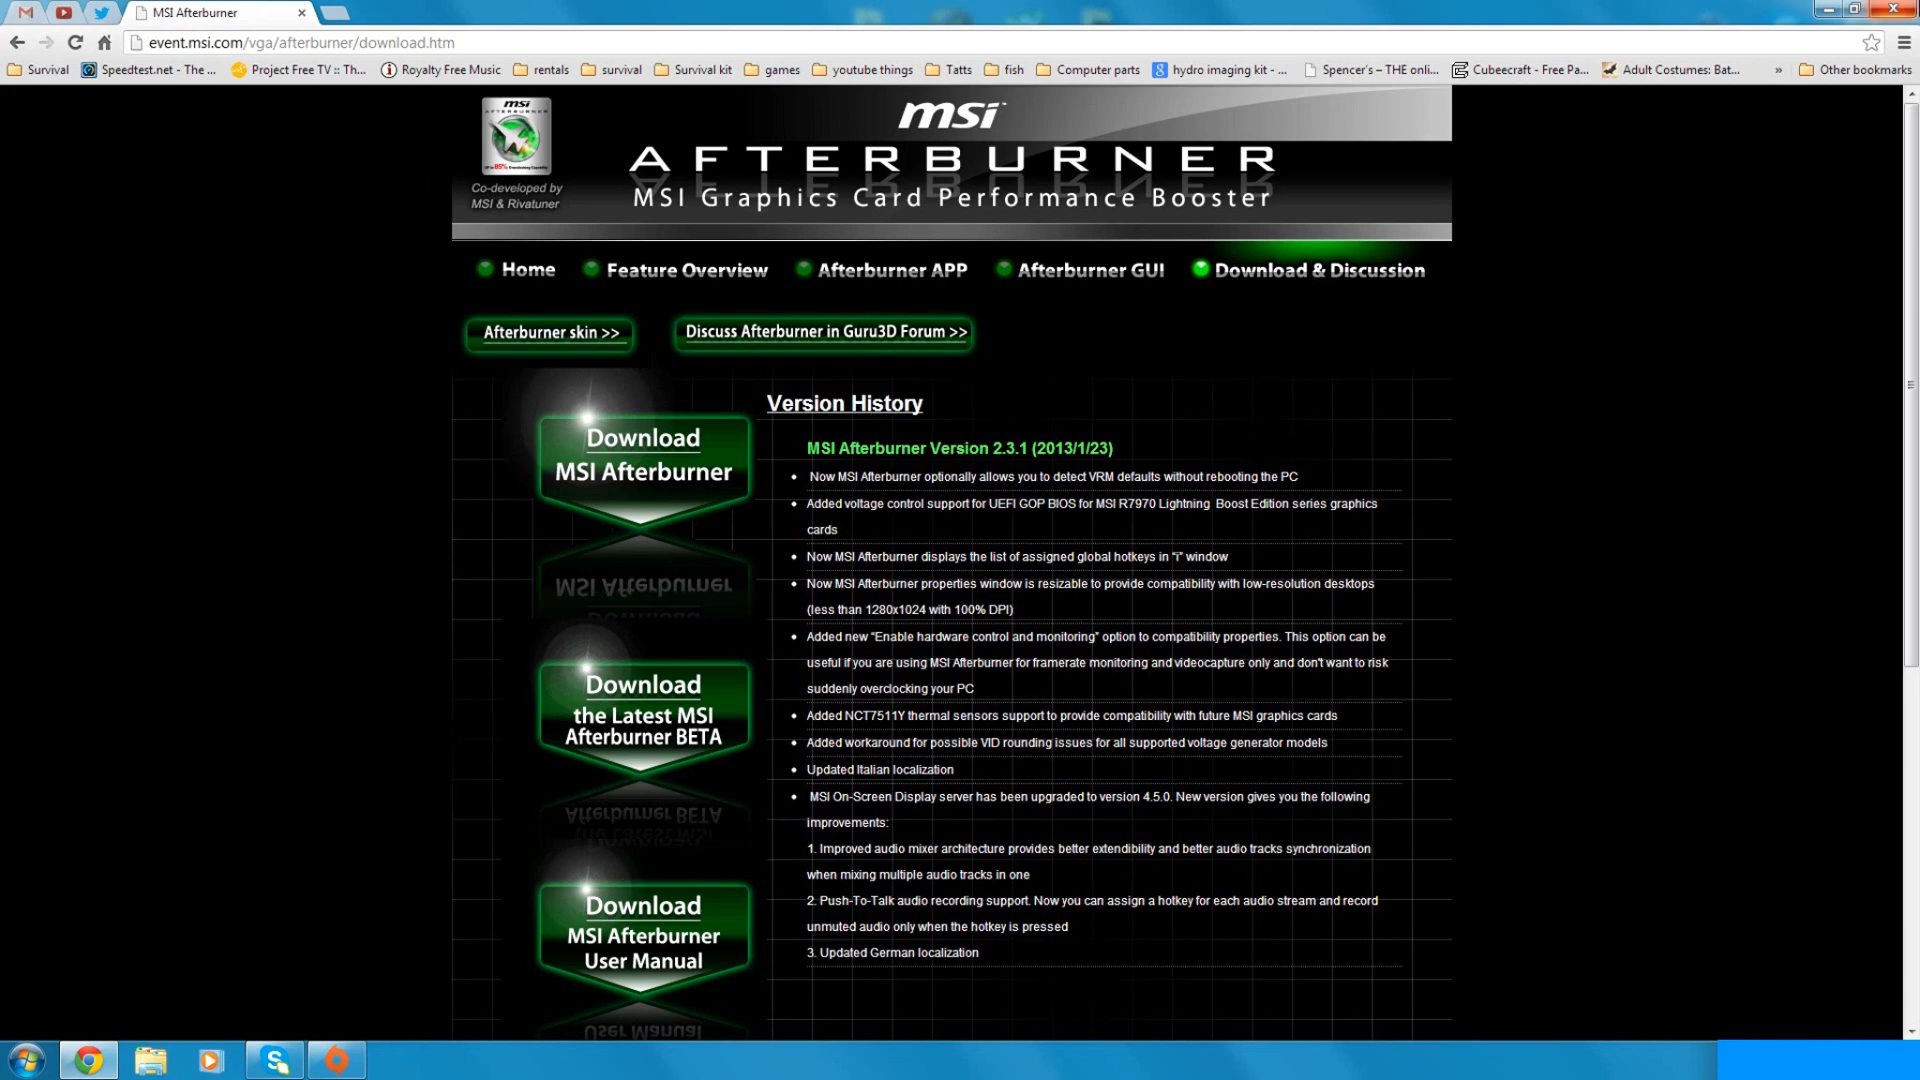 MSI Afterburner
event.msi.com/vga/afterburner/download.htm
Survival
Speedtest.net - The ...
Project Free TV :: Th...
Royalty Free Music
rentals
survival
Survival kit
games
youtube things
Tatts
fish
Computer parts
hydro imaging kit - ...
Spencer's – THE onli...
Cubeecraft - Free Pa...
Adult Costumes: Bat...
»
Other bookmarks
msi
AFTERBURNER
Co-developed by
MSI & Rivatuner
msi
AFTERBURNER
MSI Graphics Card Performance Booster
Home
Feature Overview
Afterburner APP
Afterburner GUI
Download & Discussion
Afterburner skin >>
Discuss Afterburner in Guru3D Forum >>
Download
MSI Afterburner
Download
the Latest MSI
Afterburner BETA
Download
MSI Afterburner
User Manual
Version History
MSI Afterburner Version 2.3.1 (2013/1/23)
• Now MSI Afterburner optionally allows you to detect VRM defaults without rebooting the PC
• Added voltage control support for UEFI GOP BIOS for MSI R7970 Lightning Boost Edition series graphics
cards
• Now MSI Afterburner displays the list of assigned global hotkeys in “i” window
• Now MSI Afterburner properties window is resizable to provide compatibility with low-resolution desktops
(less than 1280x1024 with 100% DPI)
• Added new “Enable hardware control and monitoring” option to compatibility properties. This option can be
useful if you are using MSI Afterburner for framerate monitoring and videocapture only and don't want to risk
suddenly overclocking your PC
• Added NCT7511Y thermal sensors support to provide compatibility with future MSI graphics cards
• Added workaround for possible VID rounding issues for all supported voltage generator models
• Updated Italian localization
• MSI On-Screen Display server has been upgraded to version 4.5.0. New version gives you the following
improvements:
1. Improved audio mixer architecture provides better extendibility and better audio tracks synchronization
when mixing multiple audio tracks in one
2. Push-To-Talk audio recording support. Now you can assign a hotkey for each audio stream and record
unmuted audio only when the hotkey is pressed
3. Updated German localization